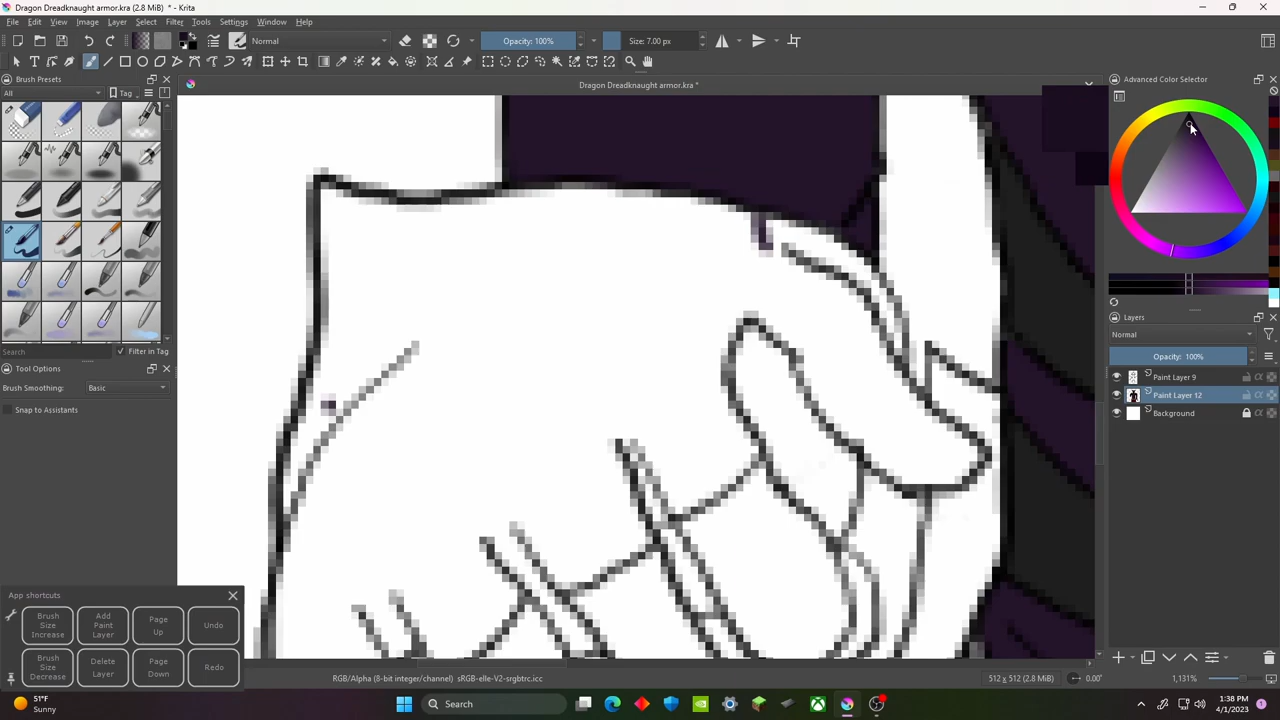 Dragon Dreadknaught armor.kra (2.8 MiB) * - Krita
File Edit View Image Layer Select Filter Tools Settings Window Help
Normal
Opacity: 100%
Size: 7.00 px
Brush Presets
Dragon Dreadknaught armor.kra *
Advanced Color Selector
All
Tag
Search
Filter in Tag
Tool Options
Brush Smoothing:
Basic
Snap to Assistants
Layers
Normal
Opacity: 100%
Paint Layer 9
Paint Layer 12
Background
App shortcuts
Brush Size Increase
Add Paint Layer
Page Up
Undo
Brush Size Decrease
Delete Layer
Page Down
Redo
RGB/Alpha (8-bit integer/channel) sRGB-elle-V2-srgbtrc.icc
512 x 512 (2.8 MiB)
0.00°
1,131%
51°F
Sunny
Search
1:38 PM
4/1/2023